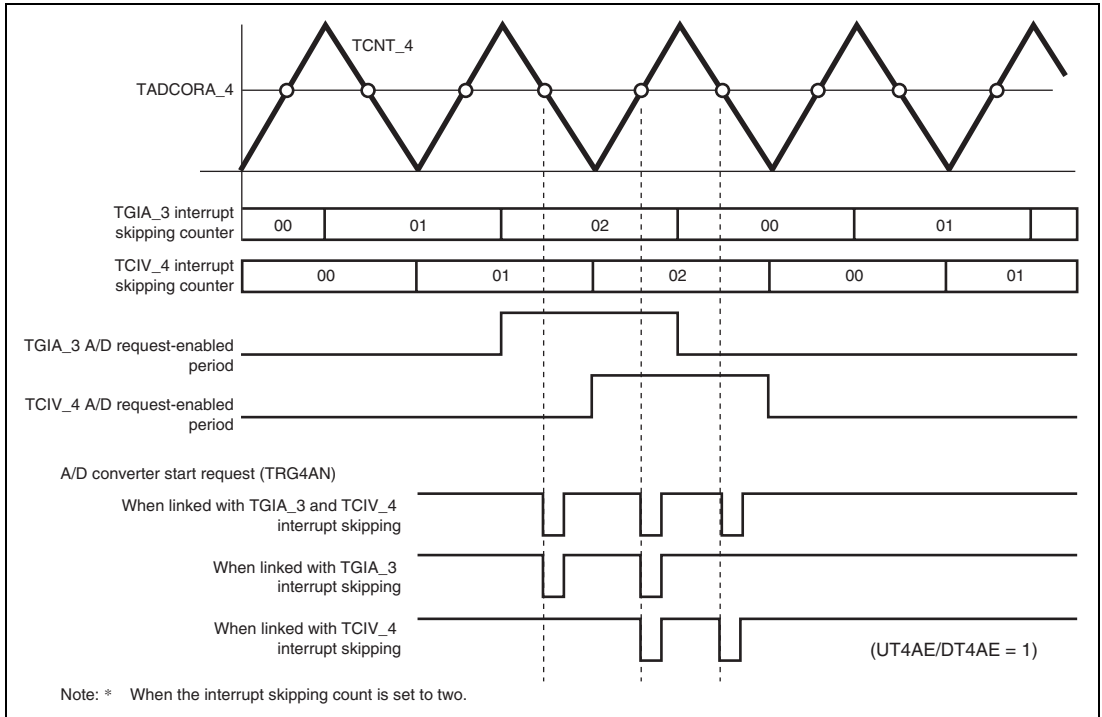 TCNT_4
TADCORA_4
TGIA_3 interrupt
skipping counter
00
01
02
00
01
TCIV_4 interrupt
skipping counter
00
01
02
00
01
TGIA_3 A/D request-enabled
period
TCIV_4 A/D request-enabled
period
A/D converter start request (TRG4AN)
When linked with TGIA_3 and TCIV_4
interrupt skipping
When linked with TGIA_3
interrupt skipping
When linked with TCIV_4
interrupt skipping
(UT4AE/DT4AE = 1)
Note: * When the interrupt skipping count is set to two.